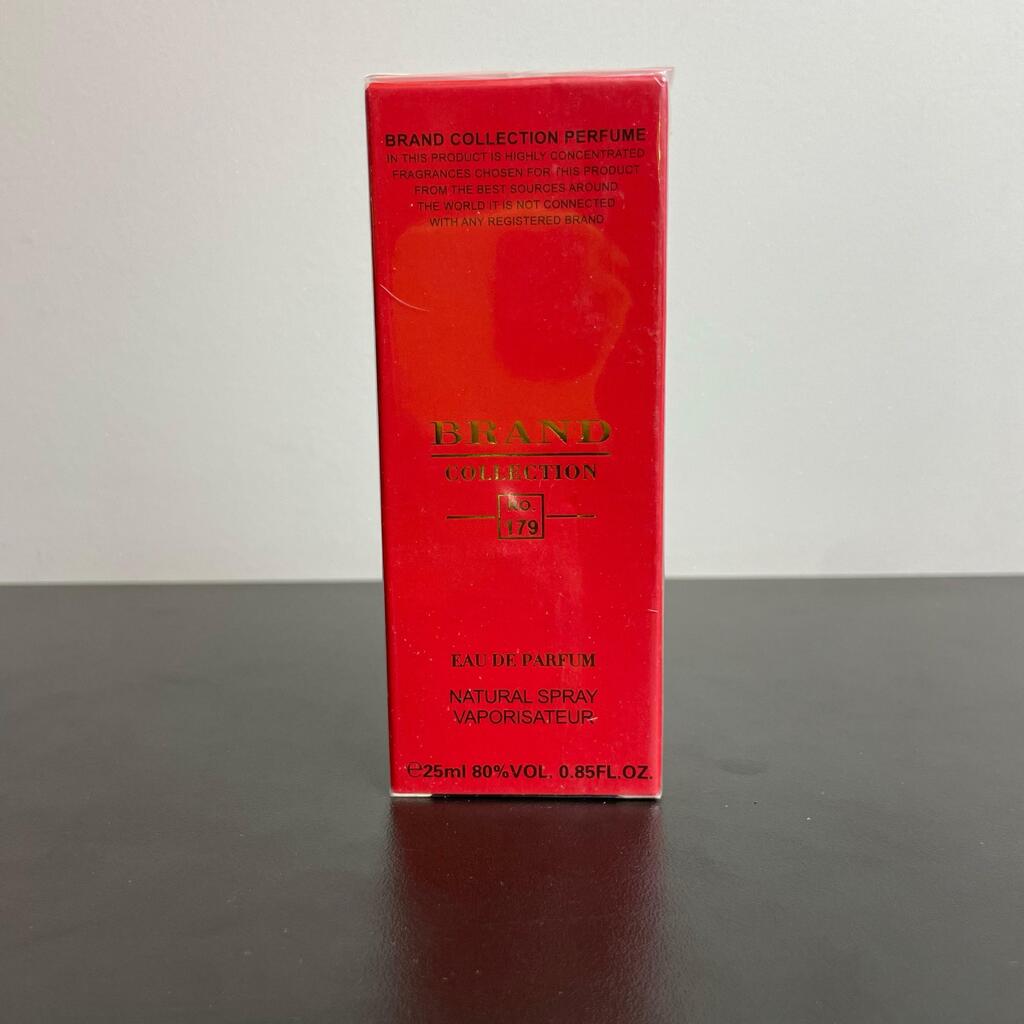 BRAND COLLECTION PERFUME
IN THIS PRODUCT IS HIGHLY CONCENTRATED
FRAGRANCES CHOSEN FOR THIS PRODUCT
FROM THE BEST SOURCES AROUND
THE WORLD IT IS NOT CONNECTED
WITH ANY REGISTERED BRAND
BRAND
COLLECTION
NO.
179
EAU DE PARFUM
NATURAL SPRAY
VAPORISATEUR
℮25ml 80%VOL. 0.85FL.OZ.